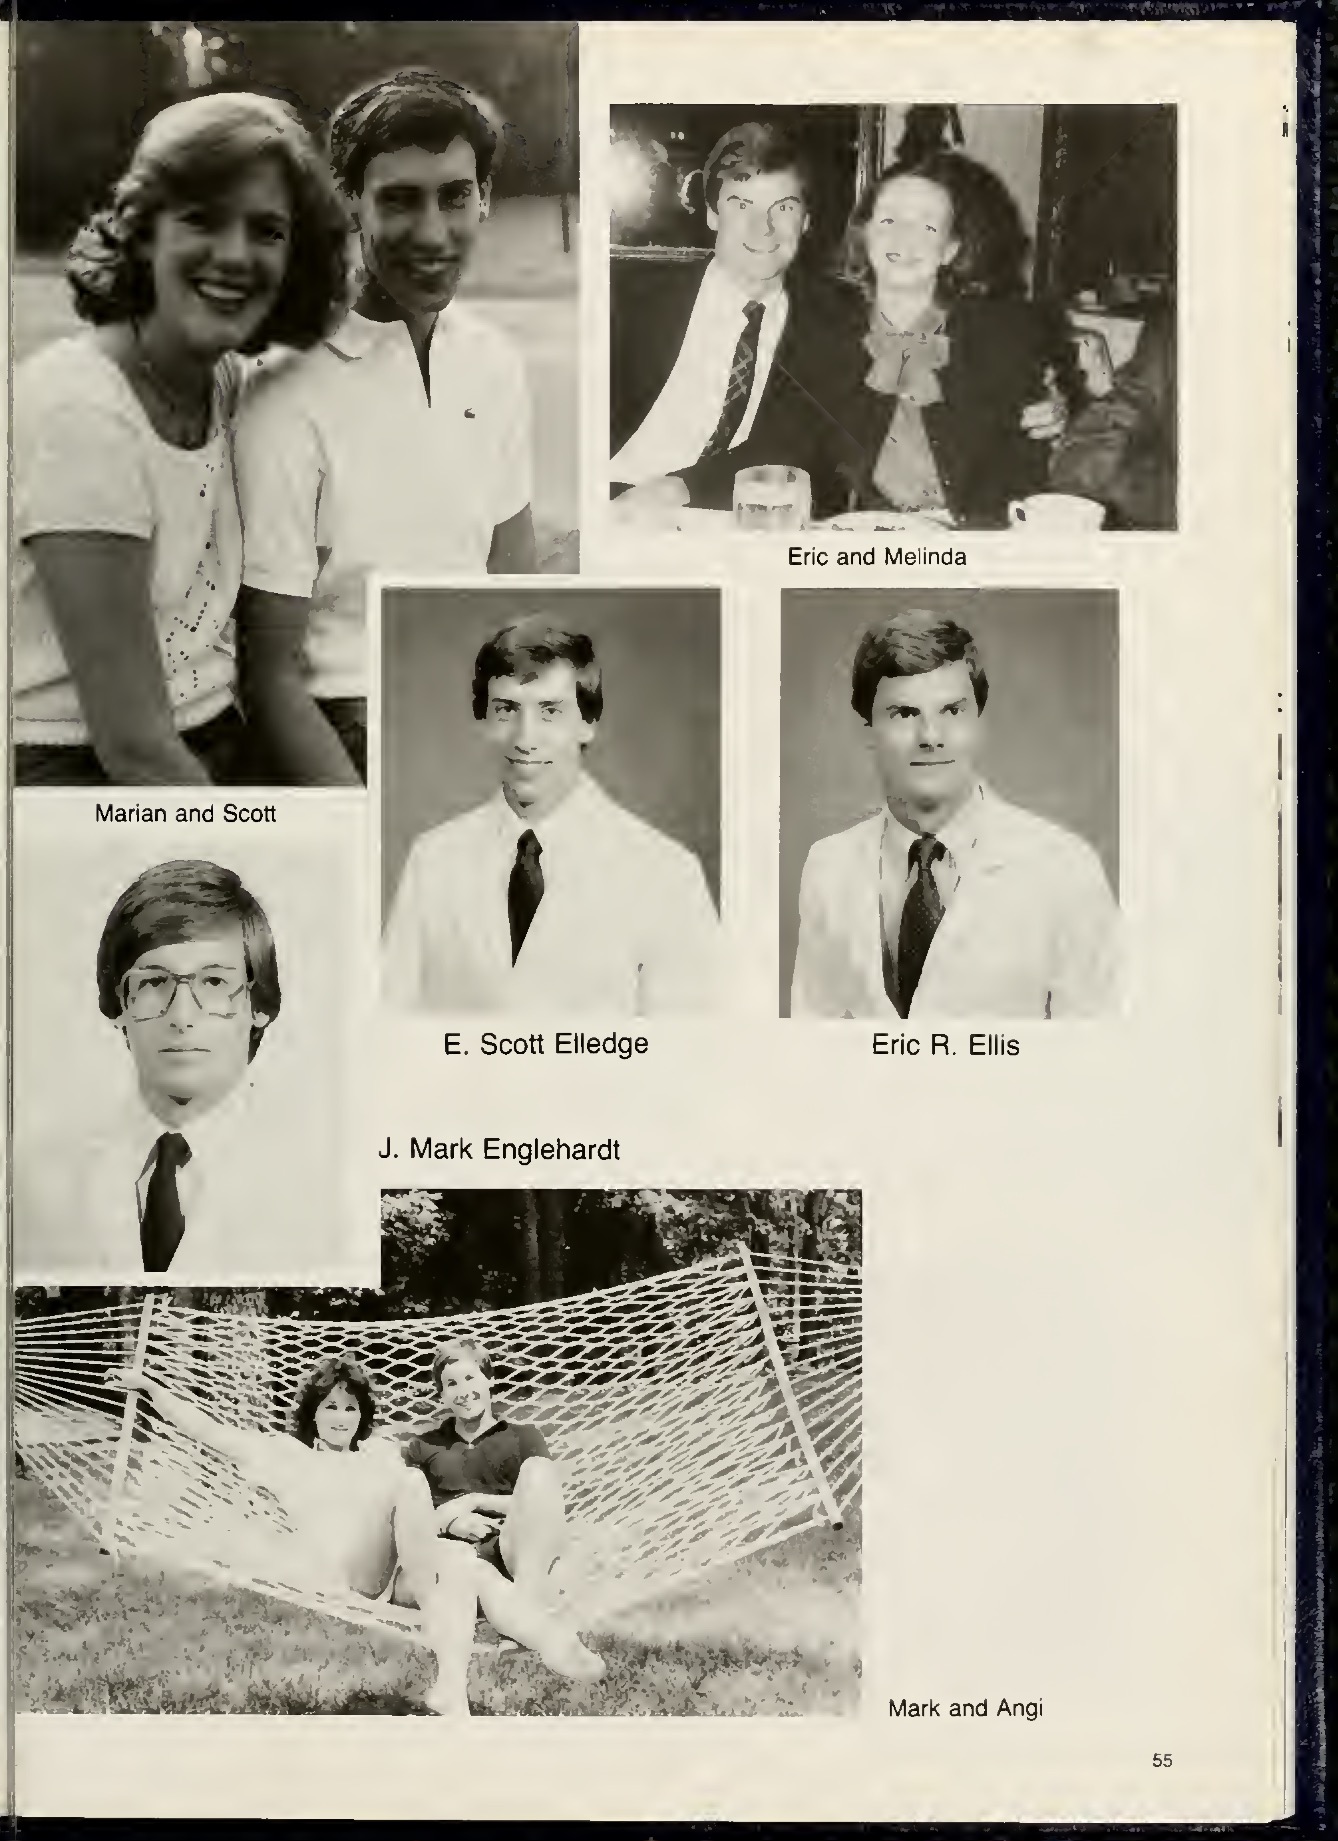 Eric and Melinda
Marian and Scott
E. Scott Elledge
Eric R. Ellis
J. Mark Englehardt
Mark and Angi
55